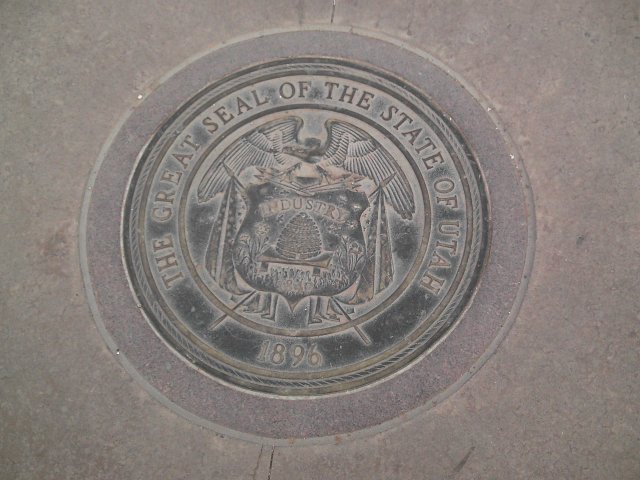 THE GREAT SEAL OF THE STATE OF UTAH
INDUSTRY
1896